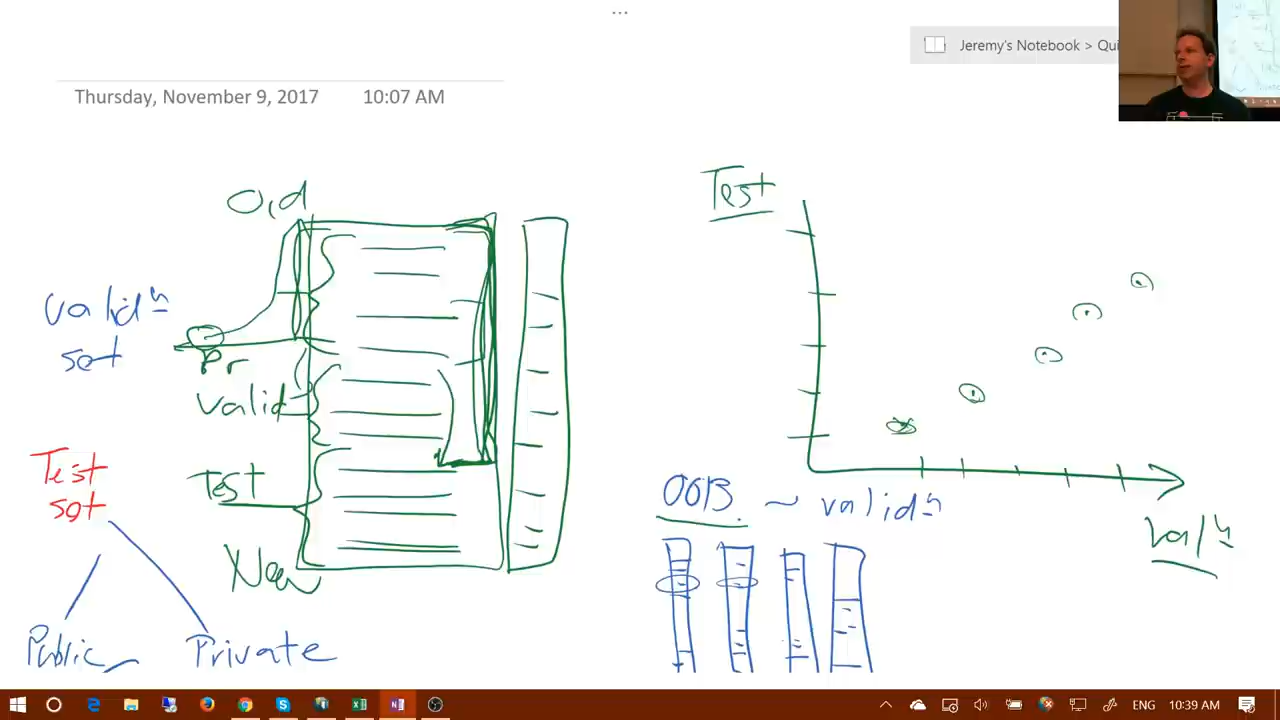 Jeremy's Notebook > Qui
Thursday, November 9, 2017 10:07 AM
Old
Test
valid'n
set
Pr
valid
Test
set
Test
New
OOB ~ valid'n
val'n
Public
Private
ENG 10:39 AM